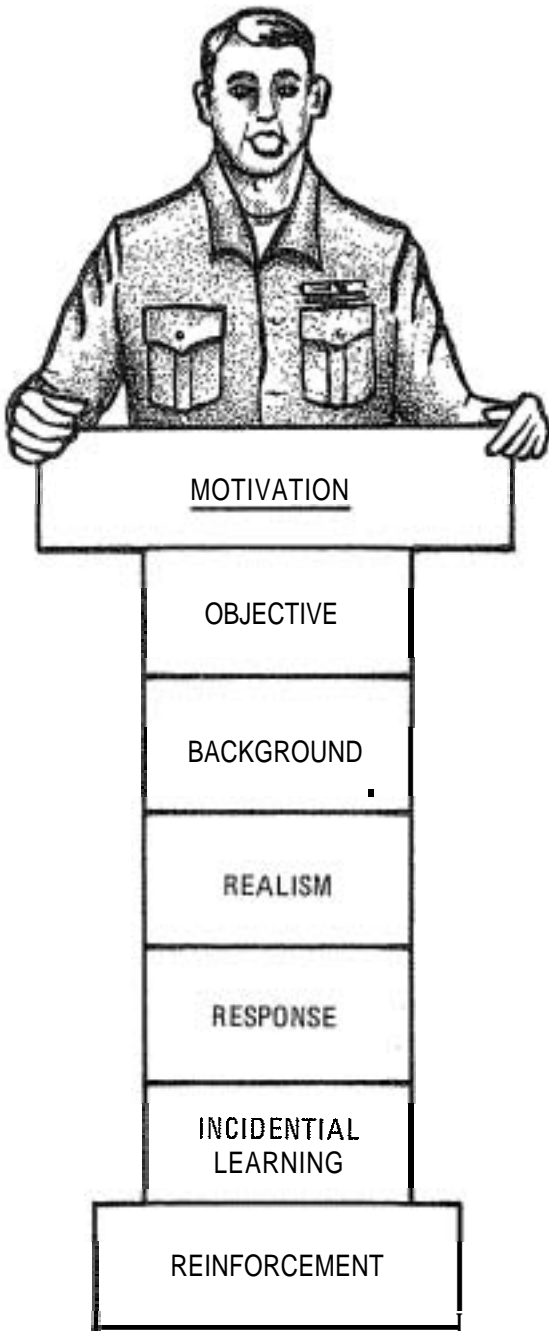 MOTIVATION
OBJECTIVE
BACKGROUND
REALISM
RESPONSE
INCIDENTIAL
LEARNING
REINFORCEMENT